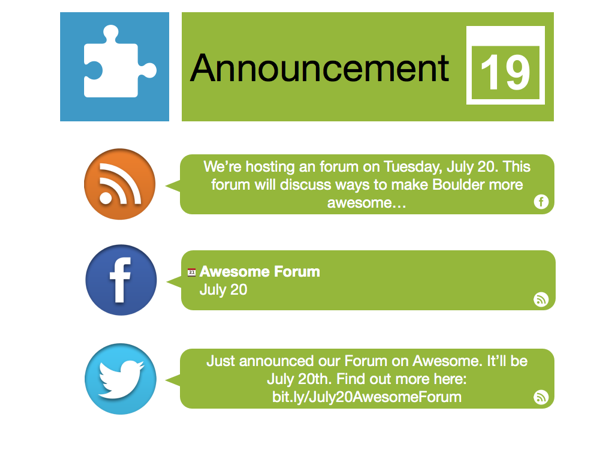 Announcement
19
We're hosting an forum on Tuesday, July 20. This
forum will discuss ways to make Boulder more
awesome…
Awesome Forum
July 20
Just announced our Forum on Awesome. It'll be
July 20th. Find out more here:
bit.ly/July20AwesomeForum